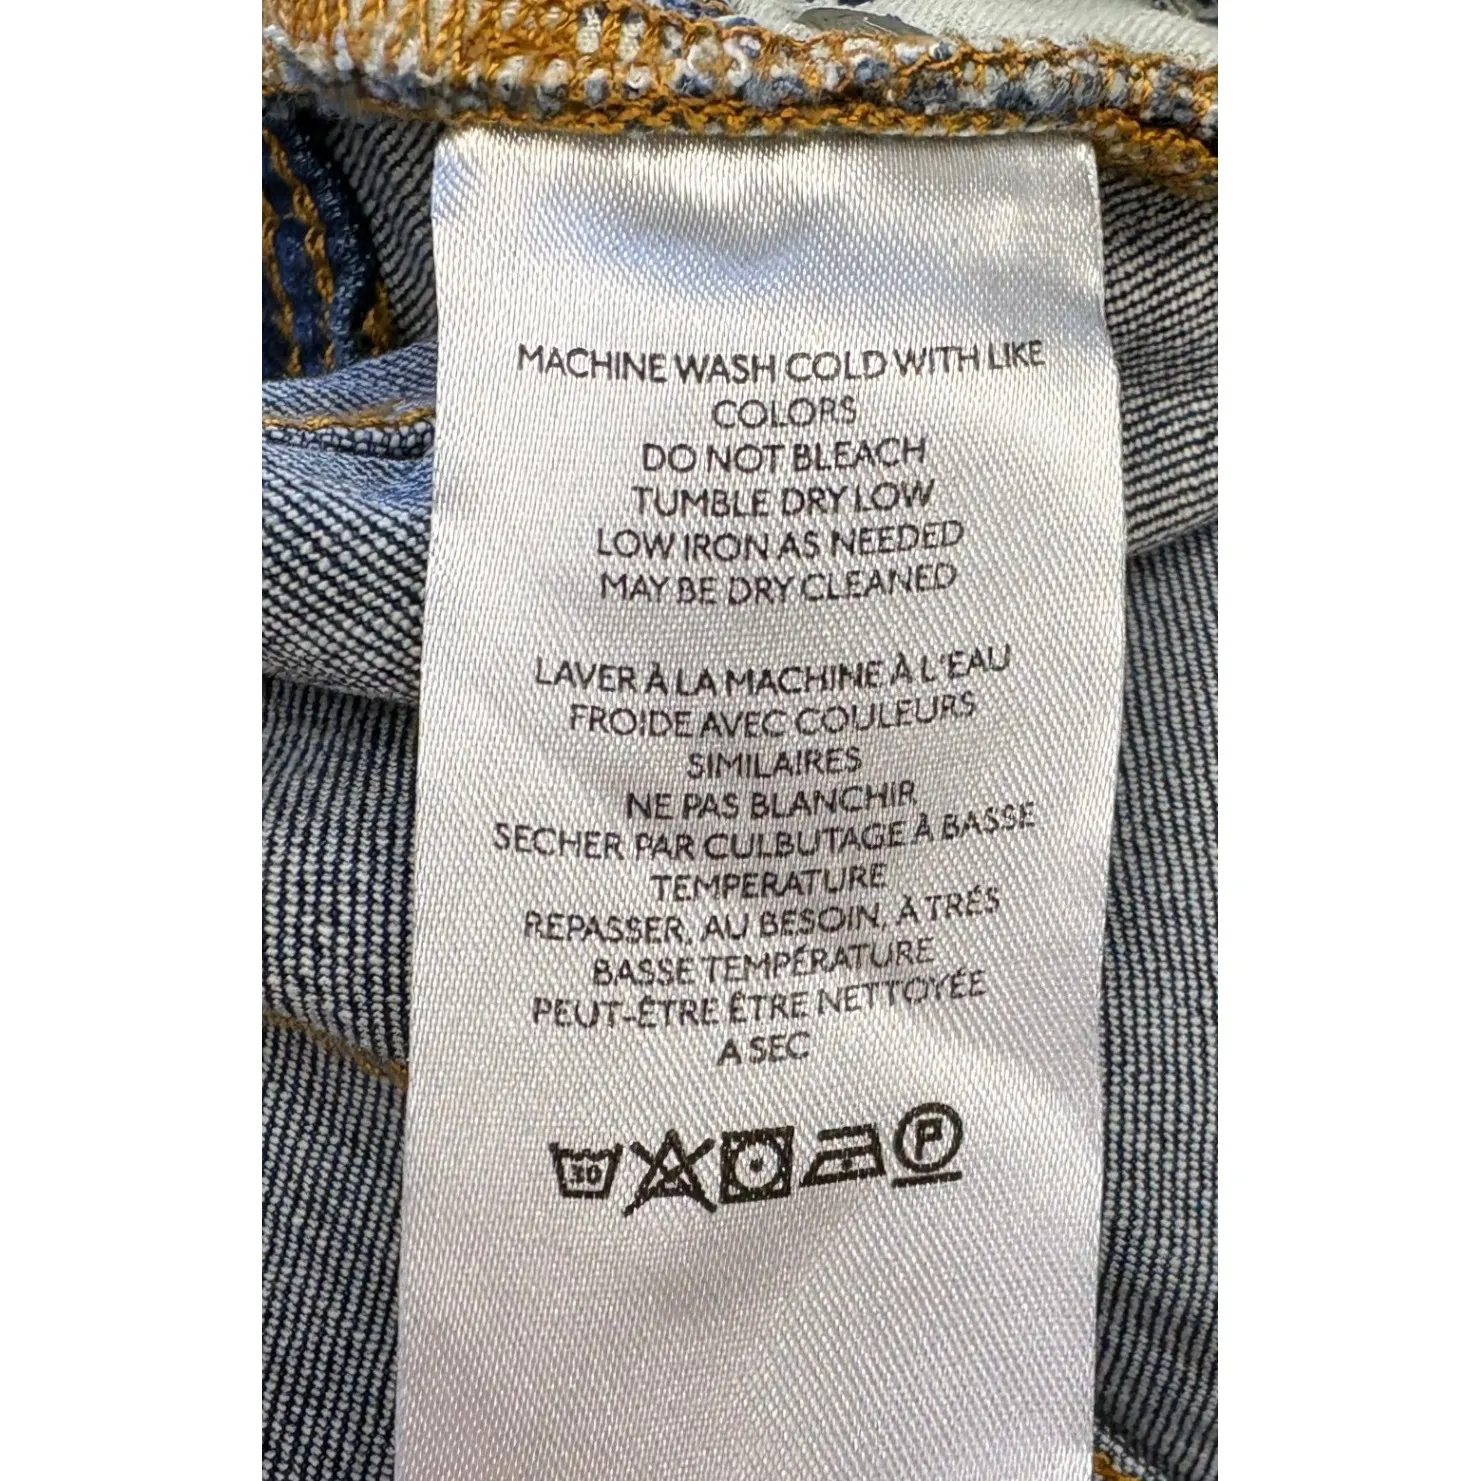 MACHINE WASH COLD WITH LIKE
COLORS
DO NOT BLEACH
TUMBLE DRY LOW
LOW IRON AS NEEDED
MAY BE DRY CLEANED
LAVER À LA MACHINE À L'EAU
FROIDE AVEC COULEURS
SIMILAIRES
NE PAS BLANCHIR
SECHER PAR CULBUTAGE À BASSE
TEMPERATURE
REPASSER, AU BESOIN, À TRÉS
BASSE TEMPÉRATURE
PEUT-ÊTRE ÊTRE NETTOYÉE
A SEC
30 P